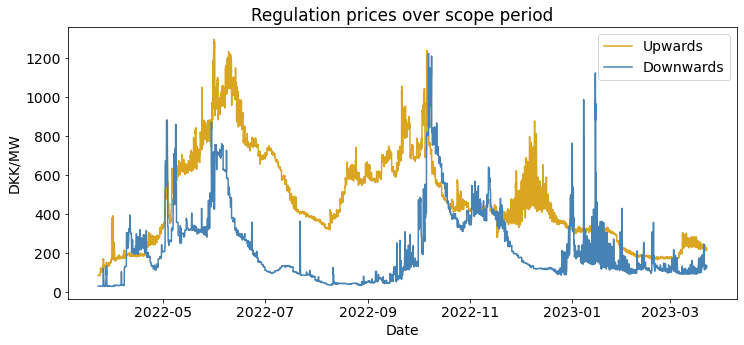 Regulation prices over scope period
Upwards
Downwards
DKK/MW
1200
1000
800
600
400
200
0
2022-05
2022-07
2022-09
2022-11
2023-01
2023-03
Date